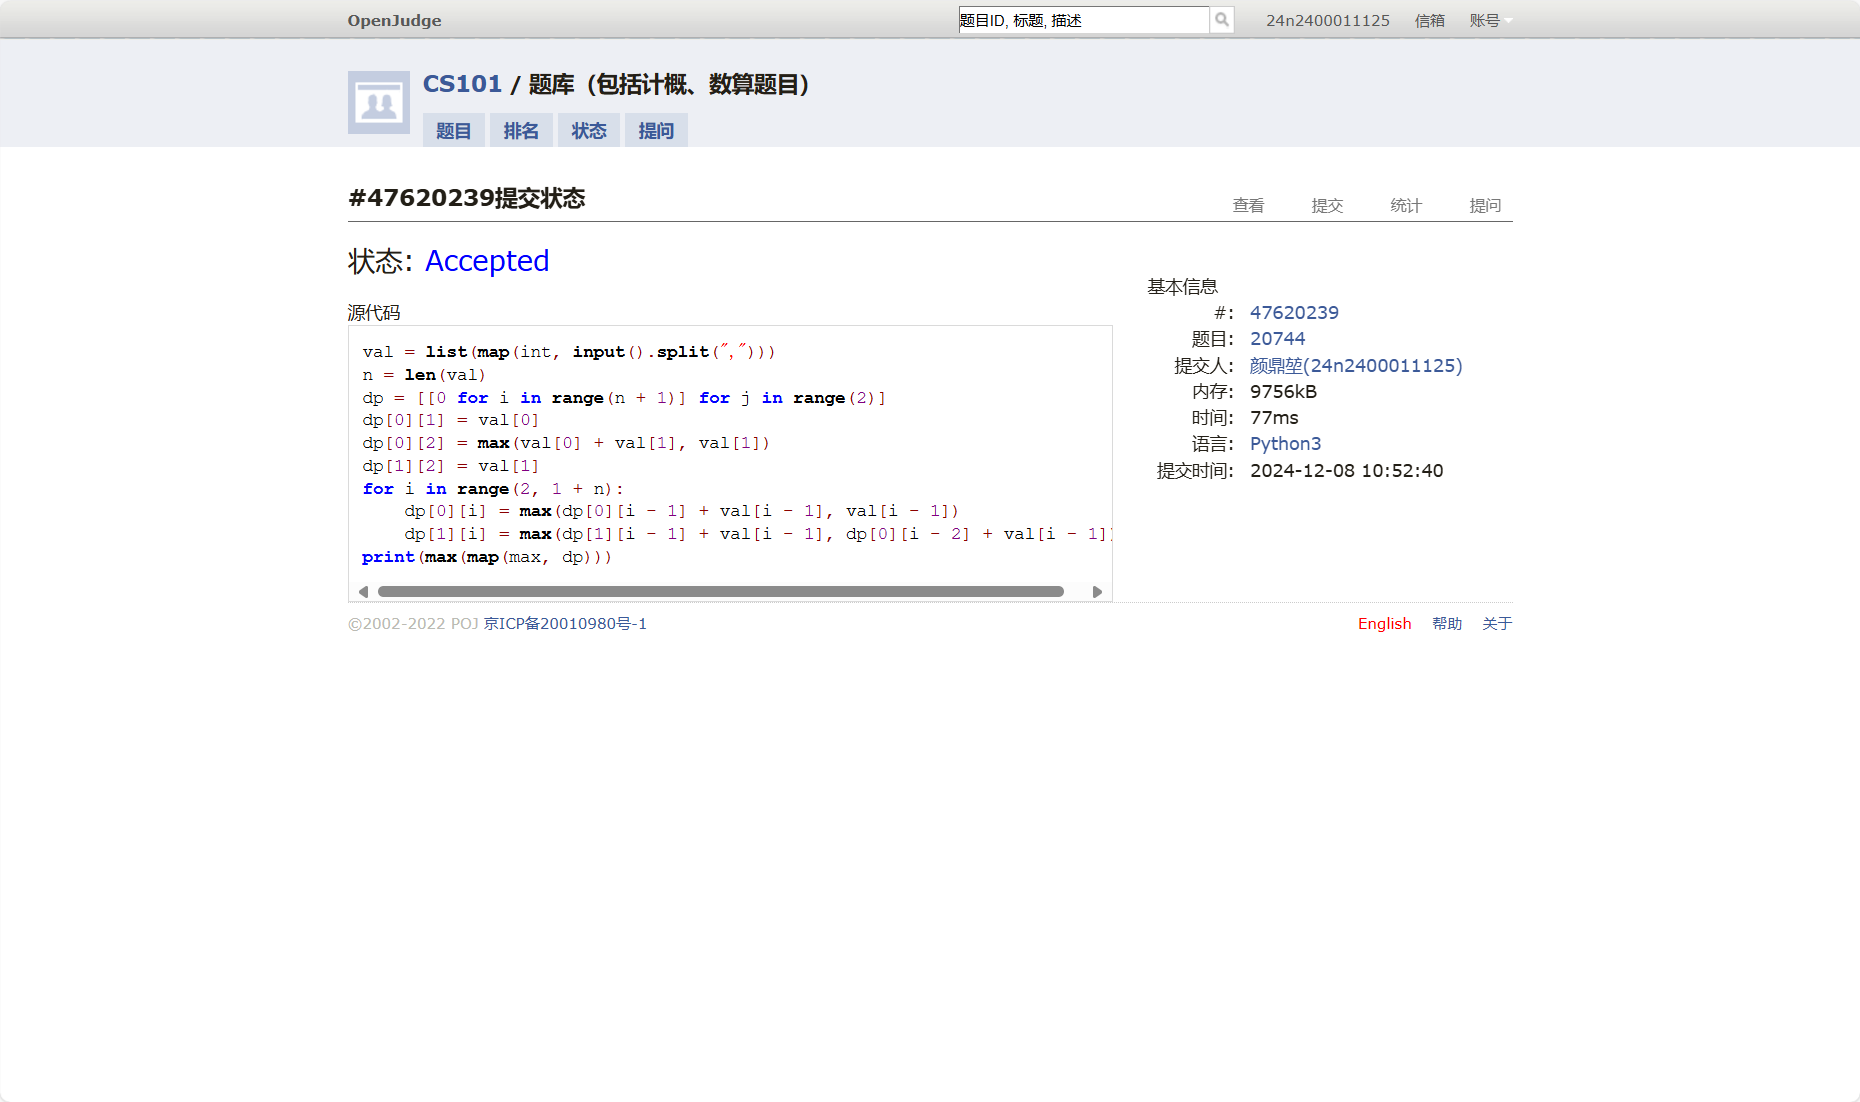 OpenJudge
题目ID, 标题, 描述
24n2400011125 信箱 账号
CS101 / 题库（包括计概、数算题目）
题目 排名 状态 提问
#47620239提交状态
查看 提交 统计 提问
状态: Accepted
源代码
val = list(map(int, input().split(",")))
n = len(val)
dp = [[0 for i in range(n + 1)] for j in range(2)]
dp[0][1] = val[0]
dp[0][2] = max(val[0] + val[1], val[1])
dp[1][2] = val[1]
for i in range(2, 1 + n):
    dp[0][i] = max(dp[0][i - 1] + val[i - 1], val[i - 1])
    dp[1][i] = max(dp[1][i - 1] + val[i - 1], dp[0][i - 2] + val[i - 1]
print(max(map(max, dp)))
基本信息
#: 47620239
题目: 20744
提交人: 颜鼎堃(24n2400011125)
内存: 9756kB
时间: 77ms
语言: Python3
提交时间: 2024-12-08 10:52:40
©2002-2022 POJ 京ICP备20010980号-1
English 帮助 关于